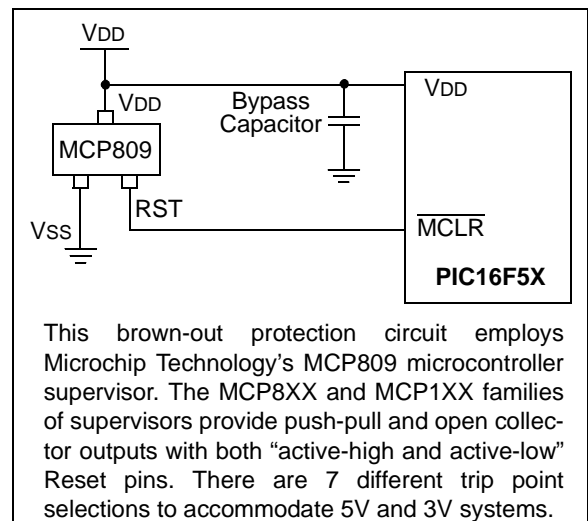 VDD
VDD
VDD
Bypass
Capacitor
MCP809
RST
VSS
MCLR
PIC16F5X
This brown-out protection circuit employs
Microchip Technology's MCP809 microcontroller
supervisor. The MCP8XX and MCP1XX families
of supervisors provide push-pull and open collec-
tor outputs with both “active-high and active-low”
Reset pins. There are 7 different trip point
selections to accommodate 5V and 3V systems.